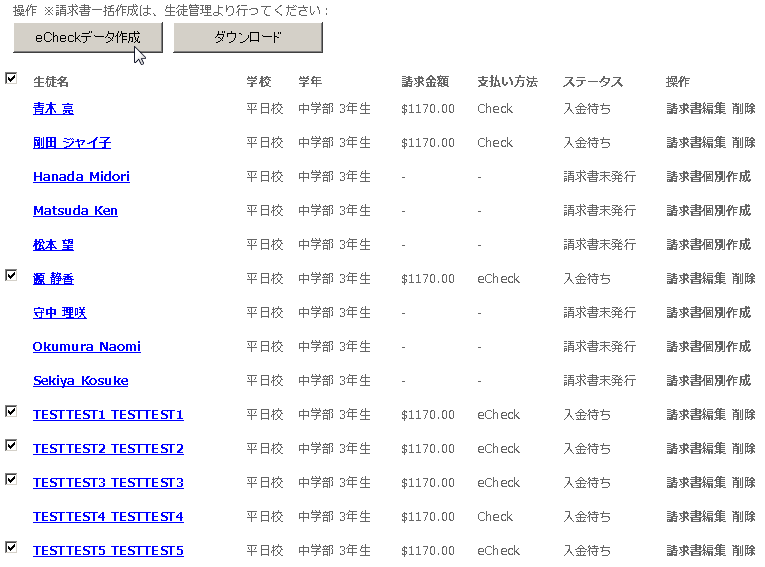 操作 ※請求書一括作成は、生徒管理より行ってください:
eCheckデータ作成 ダウンロード
生徒名 学校 学年 請求金額 支払い方法 ステータス 操作
青木 亮 平日校 中学部 3年生 $1170.00 Check 入金待ち 請求書編集 削除
剛田 ジャイ子 平日校 中学部 3年生 $1170.00 Check 入金待ち 請求書編集 削除
Hanada Midori 平日校 中学部 3年生 - - 請求書未発行 請求書個別作成
Matsuda Ken 平日校 中学部 3年生 - - 請求書未発行 請求書個別作成
松本 望 平日校 中学部 3年生 - - 請求書未発行 請求書個別作成
源 静香 平日校 中学部 3年生 $1170.00 eCheck 入金待ち 請求書編集 削除
守中 理咲 平日校 中学部 3年生 - - 請求書未発行 請求書個別作成
Okumura Naomi 平日校 中学部 3年生 - - 請求書未発行 請求書個別作成
Sekiya Kosuke 平日校 中学部 3年生 - - 請求書未発行 請求書個別作成
TESTTEST1 TESTTEST1 平日校 中学部 3年生 $1170.00 eCheck 入金待ち 請求書編集 削除
TESTTEST2 TESTTEST2 平日校 中学部 3年生 $1170.00 eCheck 入金待ち 請求書編集 削除
TESTTEST3 TESTTEST3 平日校 中学部 3年生 $1170.00 eCheck 入金待ち 請求書編集 削除
TESTTEST4 TESTTEST4 平日校 中学部 3年生 $1170.00 Check 入金待ち 請求書編集 削除
TESTTEST5 TESTTEST5 平日校 中学部 3年生 $1170.00 eCheck 入金待ち 請求書編集 削除